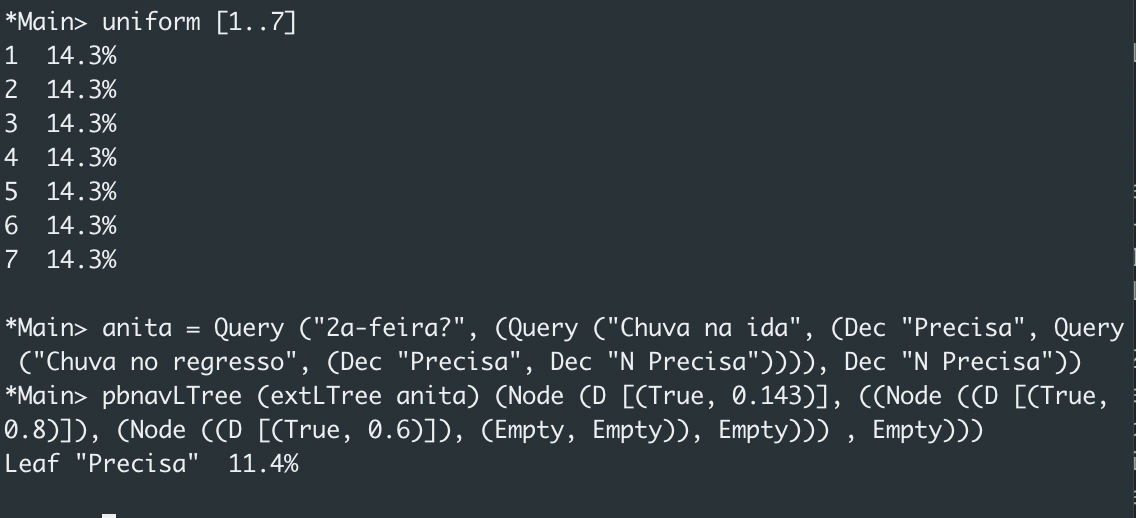 *Main> uniform [1..7]
1  14.3%
2  14.3%
3  14.3%
4  14.3%
5  14.3%
6  14.3%
7  14.3%
*Main> anita = Query ("2a-feira?", (Query ("Chuva na ida", (Dec "Precisa", Query
 ("Chuva no regresso", (Dec "Precisa", Dec "N Precisa")))), Dec "N Precisa"))
*Main> pbnavLTree (extLTree anita) (Node (D [(True, 0.143)], ((Node ((D [(True,
0.8)]), (Node ((D [(True, 0.6)]), (Empty, Empty)), Empty))) , Empty)))
Leaf "Precisa"  11.4%